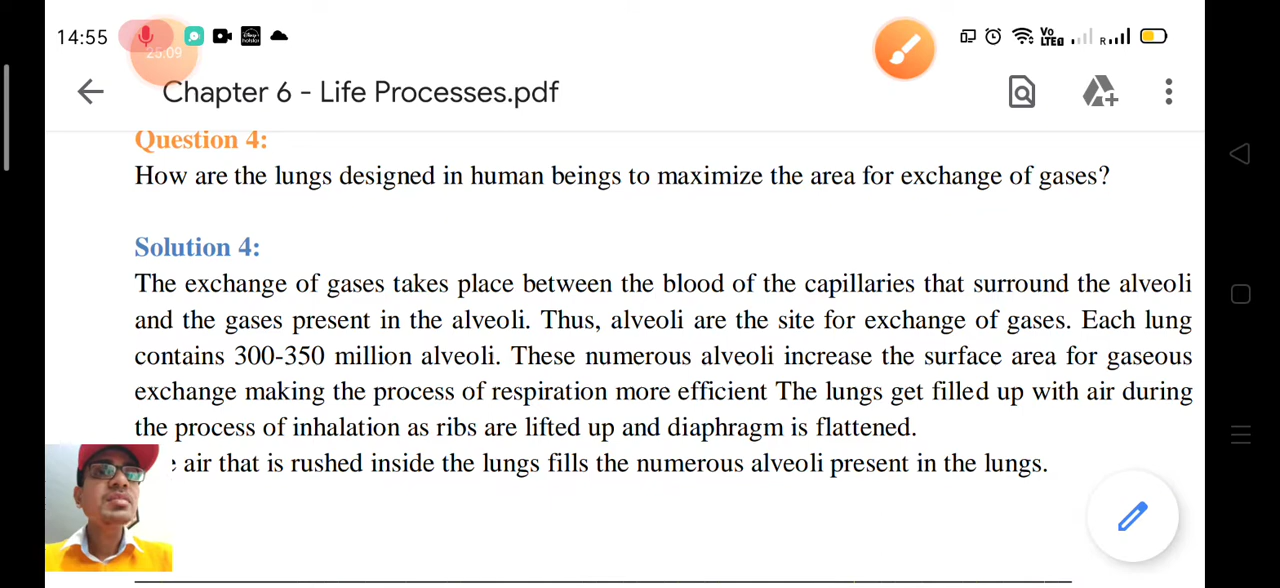 14:55
25:09
Vo
LTE
R
Chapter 6 - Life Processes.pdf
Question 4:
How are the lungs designed in human beings to maximize the area for exchange of gases?
Solution 4:
The exchange of gases takes place between the blood of the capillaries that surround the alveoli
and the gases present in the alveoli. Thus, alveoli are the site for exchange of gases. Each lung
contains 300-350 million alveoli. These numerous alveoli increase the surface area for gaseous
exchange making the process of respiration more efficient The lungs get filled up with air during
the process of inhalation as ribs are lifted up and diaphragm is flattened.
air that is rushed inside the lungs fills the numerous alveoli present in the lungs.